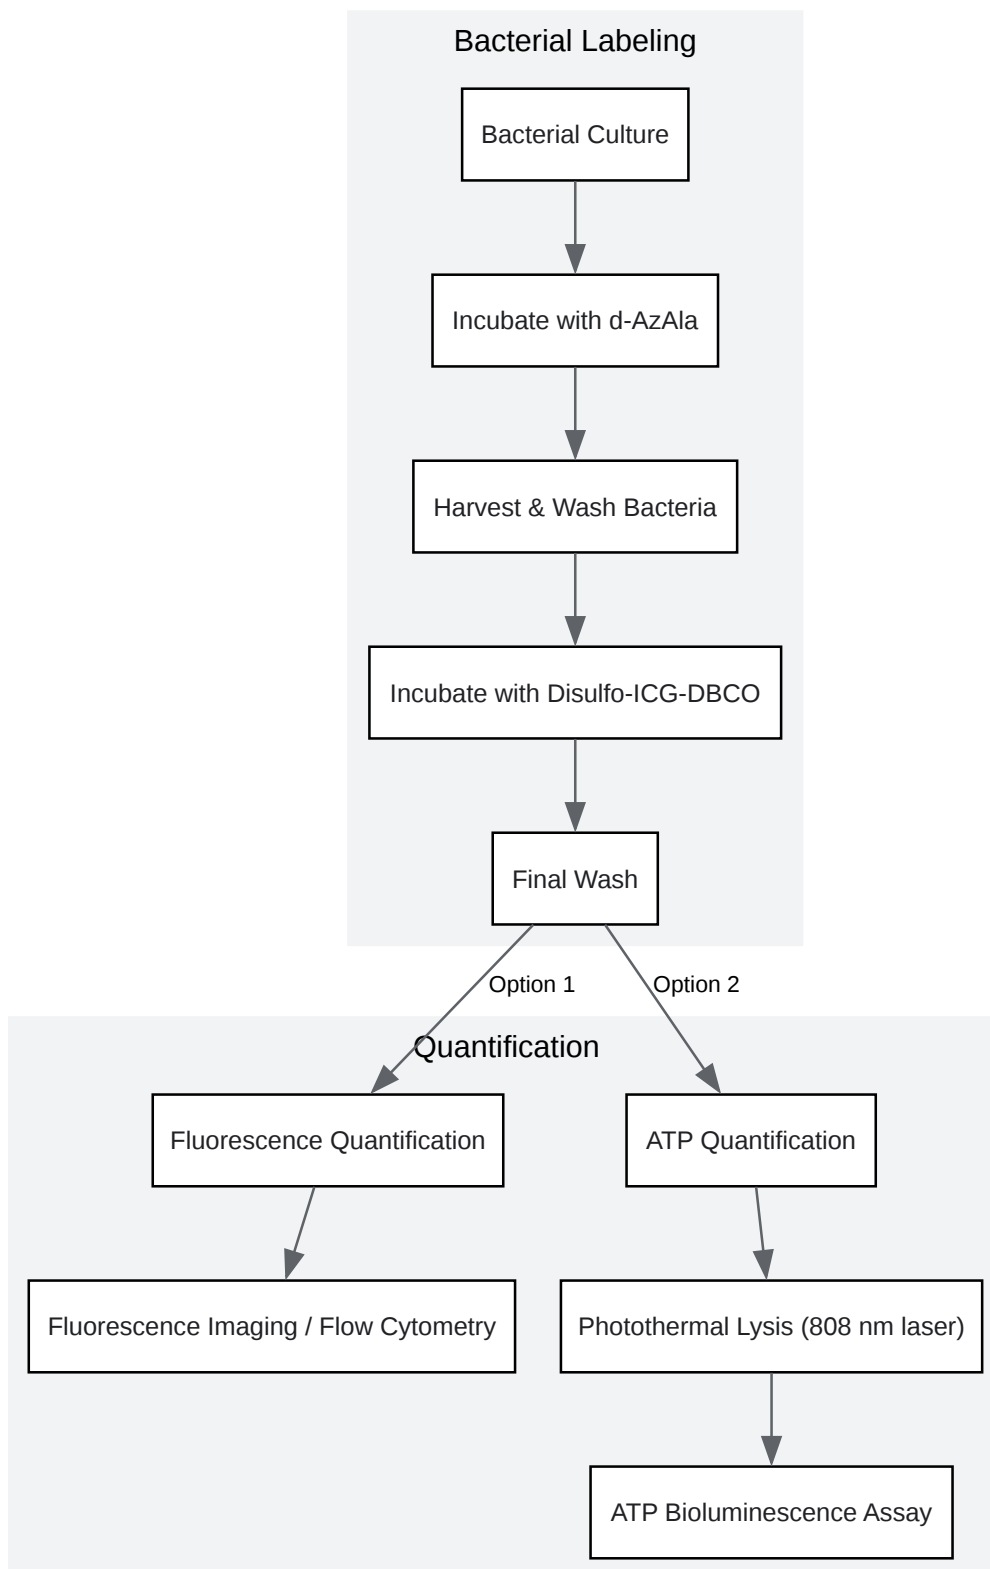 Bacterial Labeling
Bacterial Culture
Incubate with d-AzAla
Harvest & Wash Bacteria
Incubate with Disulfo-ICG-DBCO
Final Wash
Option 1
Option 2
Quantification
Fluorescence Quantification
ATP Quantification
Fluorescence Imaging / Flow Cytometry
Photothermal Lysis (808 nm laser)
ATP Bioluminescence Assay